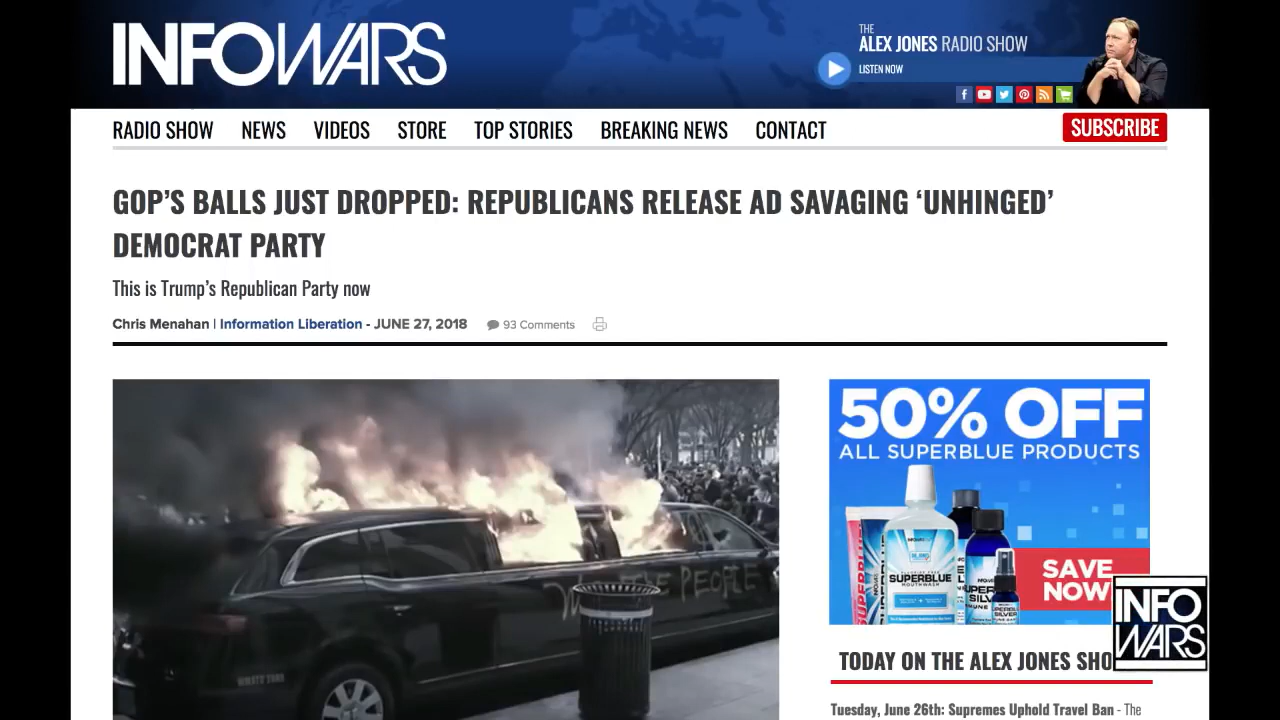 INFOWARS
THE
ALEX JONES RADIO SHOW
LISTEN NOW
RADIO SHOW NEWS VIDEOS STORE TOP STORIES BREAKING NEWS CONTACT SUBSCRIBE
GOP'S BALLS JUST DROPPED: REPUBLICANS RELEASE AD SAVAGING ‘UNHINGED’
DEMOCRAT PARTY
This is Trump's Republican Party now
Chris Menahan | Information Liberation - JUNE 27, 2018 93 Comments
50% OFF
ALL SUPERBLUE PRODUCTS
SUPERBLUE
MOUTHWASH
SAVE
NOW
PEOPLE
INFO
WARS
TODAY ON THE ALEX JONES SHO
Tuesday, June 26th: Supremes Uphold Travel Ban - The